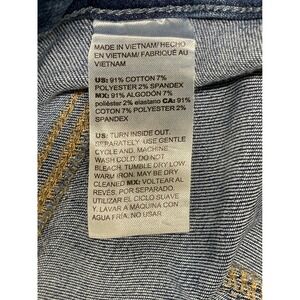 MADE IN VIETNAM/ HECHO
EN VIETNAM/ FABRIQUÉ AU
VIETNAM
US: 91% COTTON 7%
POLYESTER 2% SPANDEX
MX: 91% ALGODÓN 7%
poliéster 2% elastano CA: 91%
COTON 7% POLYESTER 2%
SPANDEX
US: TURN INSIDE OUT.
SEPARATELY. USE GENTLE
CYCLE AND. MACHINE
WASH COLD. DO NOT
BLEACH. TUMBLE DRY LOW.
WARM IRON. MAY BE DRY
CLEANED MX: VOLTEAR AL
REVÉS, POR SEPARADO.
UTILIZAR EL CICLO SUAVE
Y LAVAR A MÁQUINA CON
AGUA FRÍA, NO USAR